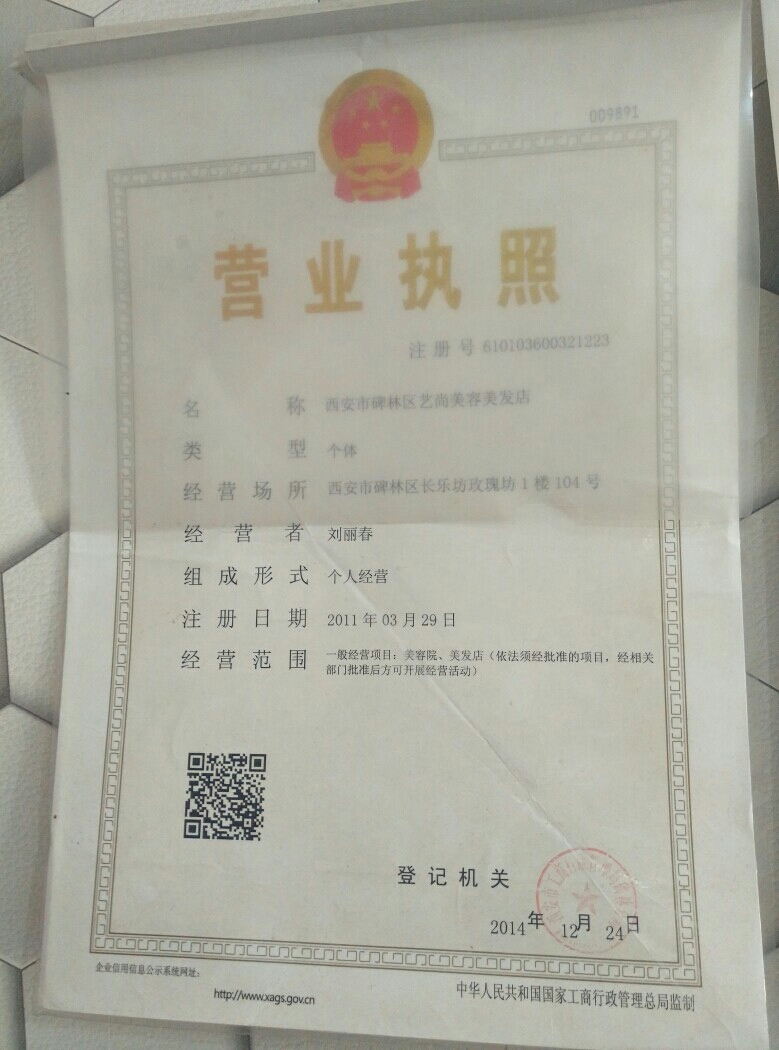 009891
营业执照
注册号 610103600321223
名称 西安市碑林区艺尚美容美发店
类型 个体
经营场所 西安市碑林区长乐坊玫瑰坊1楼104号
经营者 刘丽春
组成形式 个人经营
注册日期 2011年03月29日
经营范围 一般经营项目：美容院、美发店（依法须经批准的项目，经相关
部门批准后方可开展经营活动）
登记机关
2014年12月24日
企业信用信息公示系统网址：
http://www.xags.gov.cn
中华人民共和国国家工商行政管理总局监制